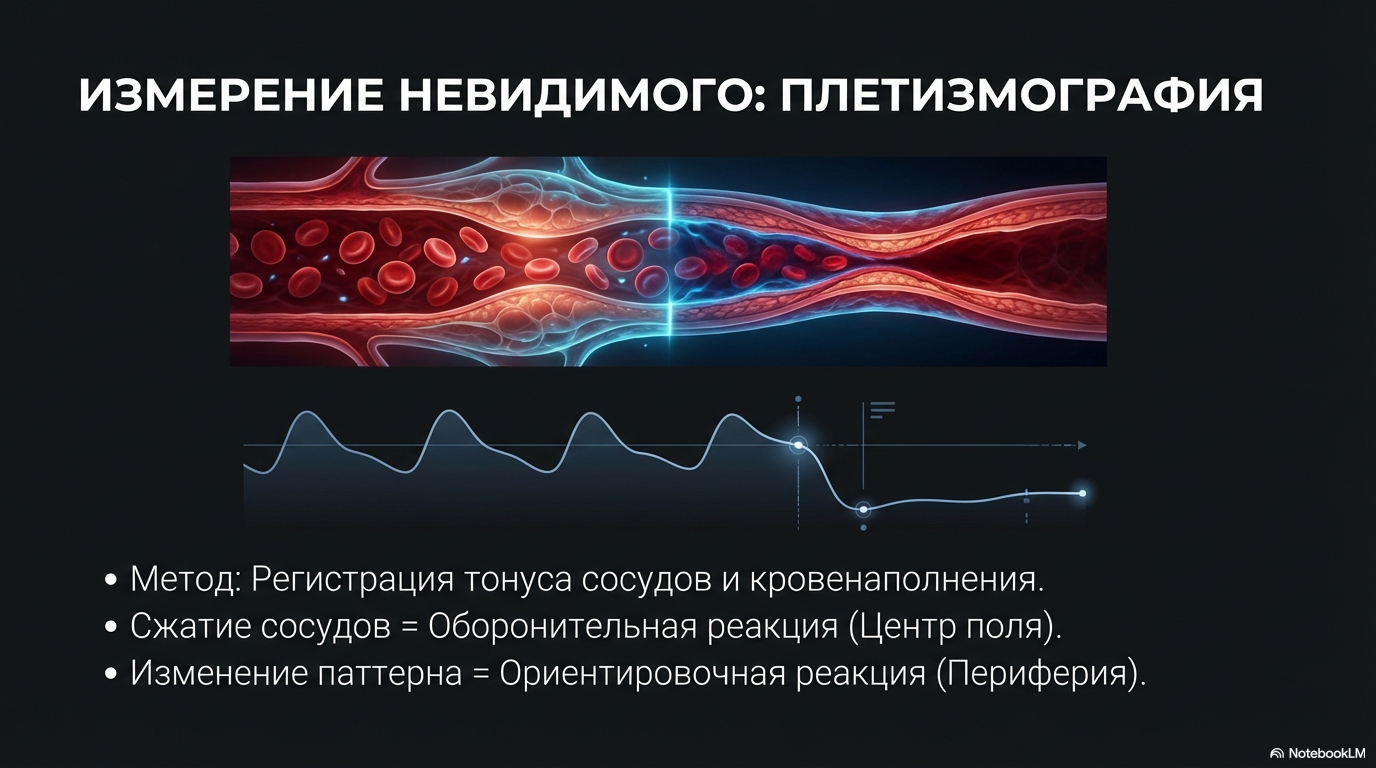 ИЗМЕРЕНИЕ НЕВИДИМОГО: ПЛЕТИЗМОГРАФИЯ
• Метод: Регистрация тонуса сосудов и кровенаполнения.
• Сжатие сосудов = Оборонительная реакция (Центр поля).
• Изменение паттерна = Ориентировочная реакция (Периферия).
NotebookLM